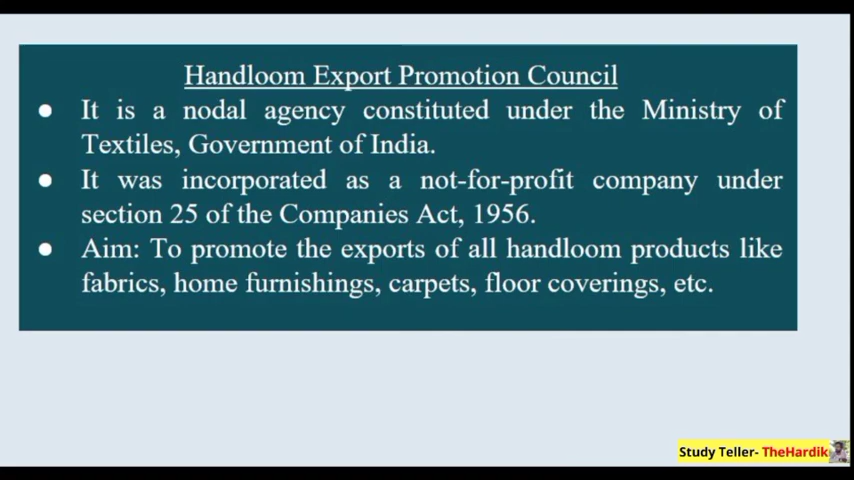 Handloom Export Promotion Council
● It is a nodal agency constituted under the Ministry of
Textiles, Government of India.
● It was incorporated as a not-for-profit company under
section 25 of the Companies Act, 1956.
● Aim: To promote the exports of all handloom products like
fabrics, home furnishings, carpets, floor coverings, etc.
Study Teller- TheHardik